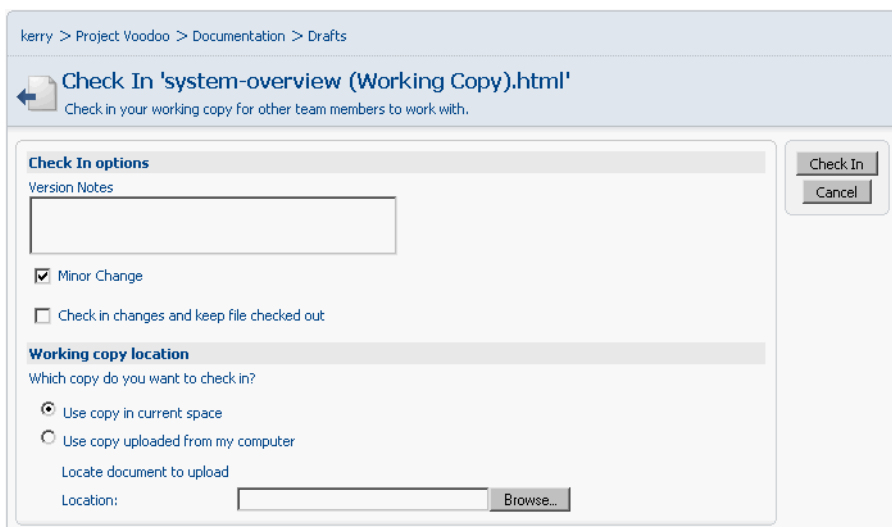 kerry > Project Voodoo > Documentation > Drafts
Check In 'system-overview (Working Copy).html'
Check in your working copy for other team members to work with.
Check In options
Version Notes
Minor Change
Check in changes and keep file checked out
Working copy location
Which copy do you want to check in?
Use copy in current space
Use copy uploaded from my computer
Locate document to upload
Location:
Browse...
Check In
Cancel